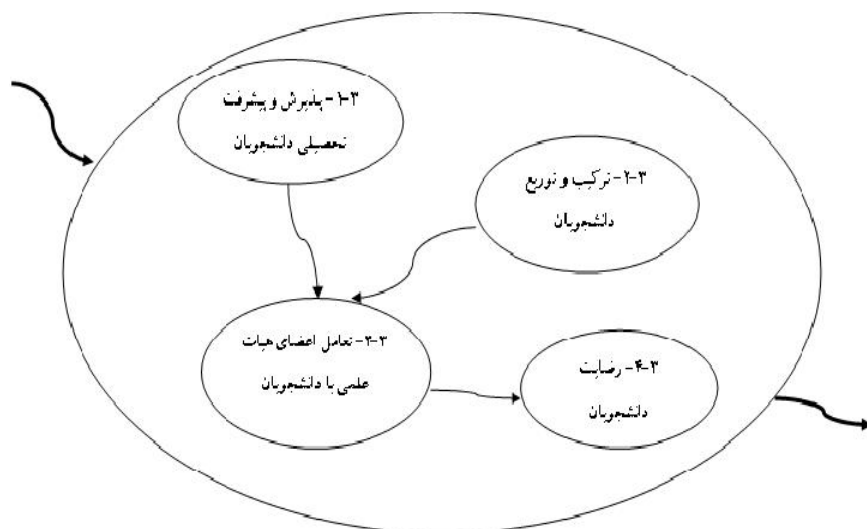 ۳-۱- پذیرش و پیشرفت
تحصیلی دانشجویان
۳-۲- ترکیب و توزیع
دانشجویان
۳-۳- تعامل اعضای هیات
علمی با دانشجویان
۳-۴- رضایت
دانشجویان